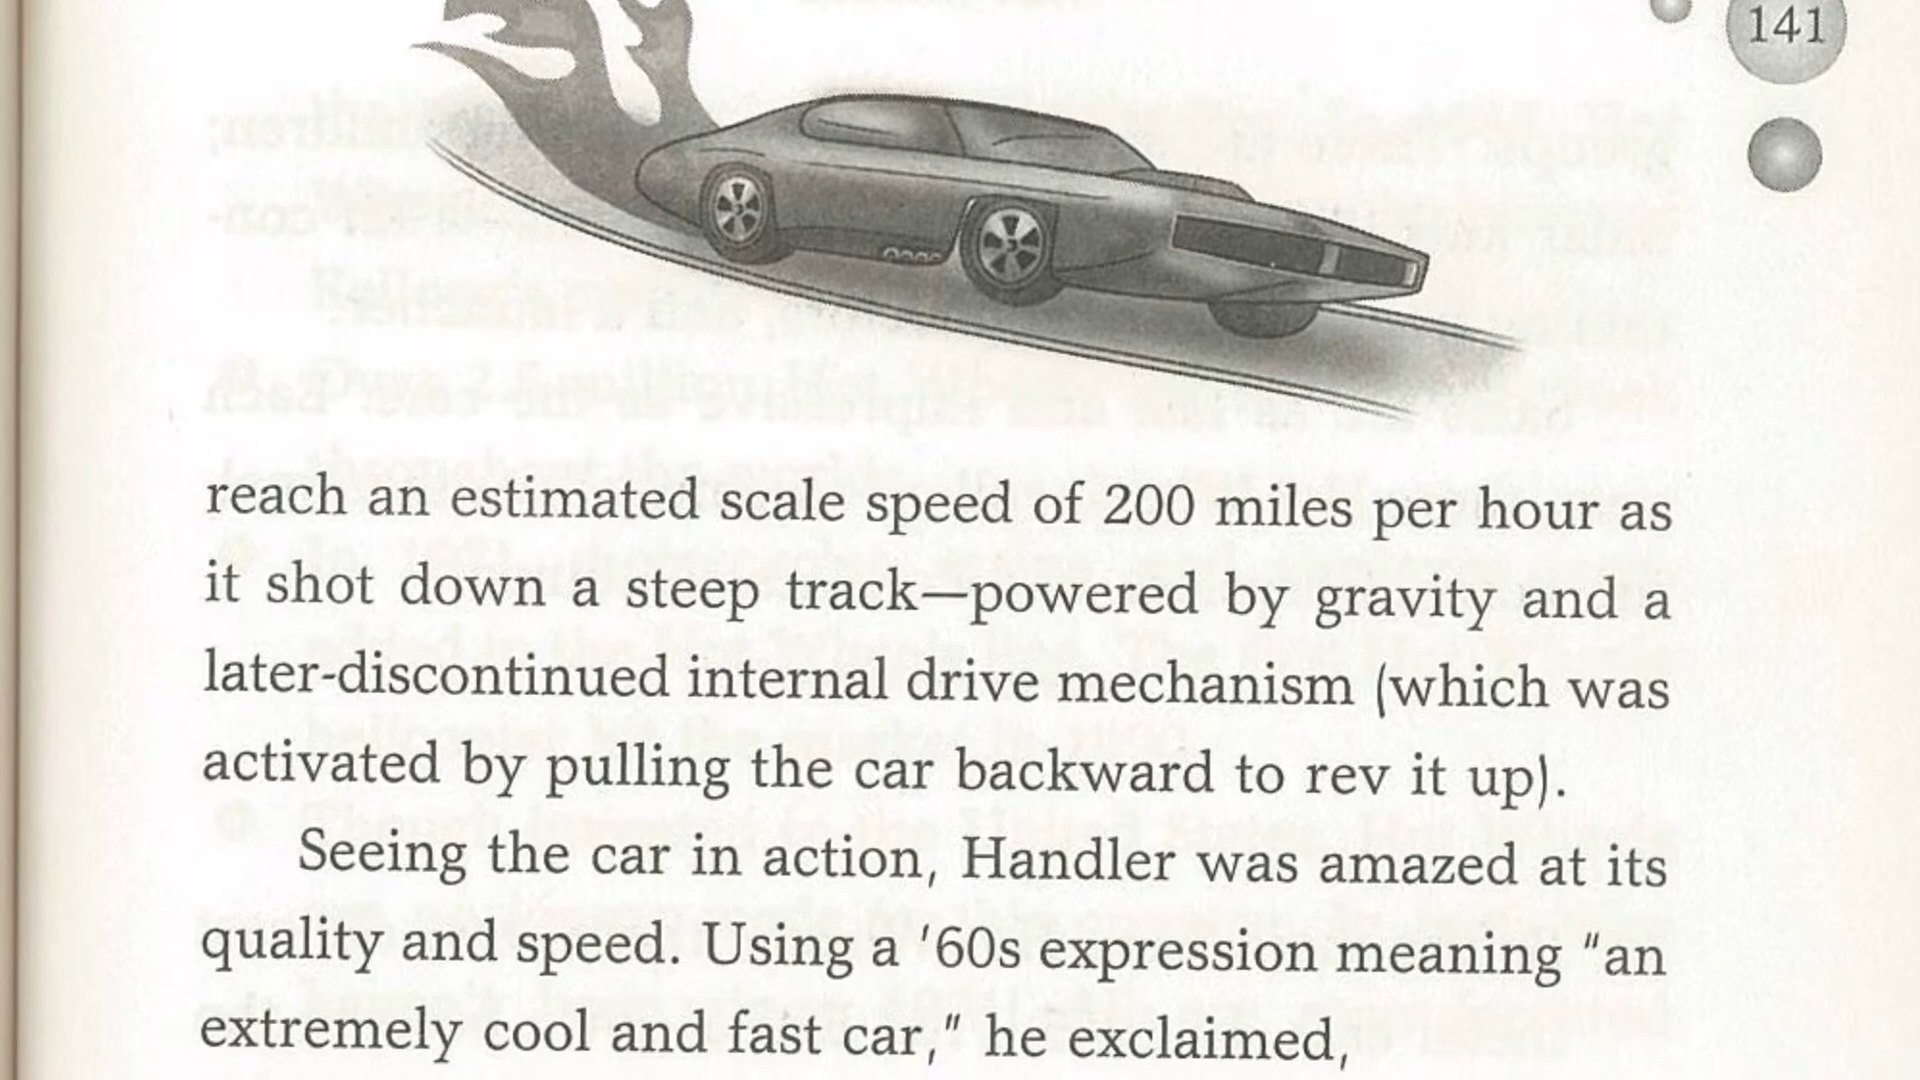 141
reach an estimated scale speed of 200 miles per hour as
it shot down a steep track—powered by gravity and a
later-discontinued internal drive mechanism (which was
activated by pulling the car backward to rev it up).
Seeing the car in action, Handler was amazed at its
quality and speed. Using a '60s expression meaning "an
extremely cool and fast car," he exclaimed,